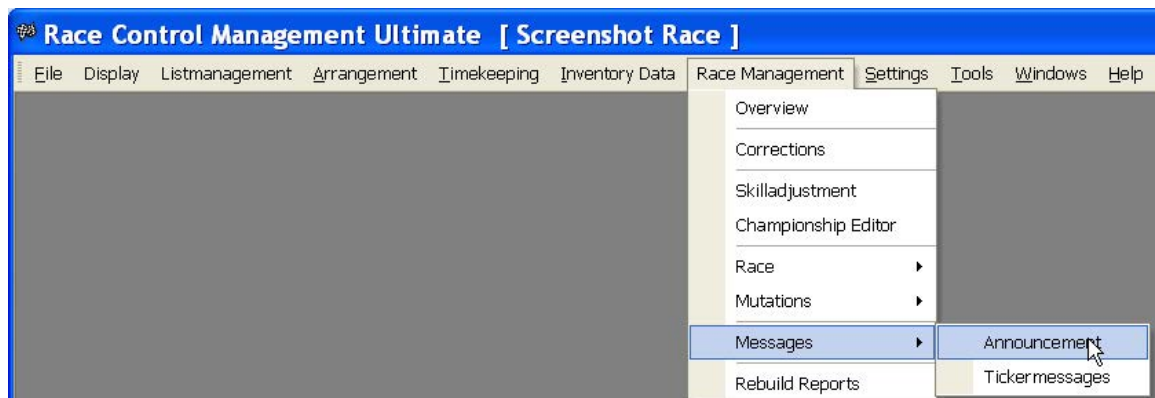 Race Control Management Ultimate [ Screenshot Race ]
File Display Listmanagement Arrangement Timekeeping Inventory Data Race Management Settings Tools Windows Help
Overview
Corrections
Skilladjustment
Championship Editor
Race
Mutations
Messages Announcement
Rebuild Reports Tickermessages